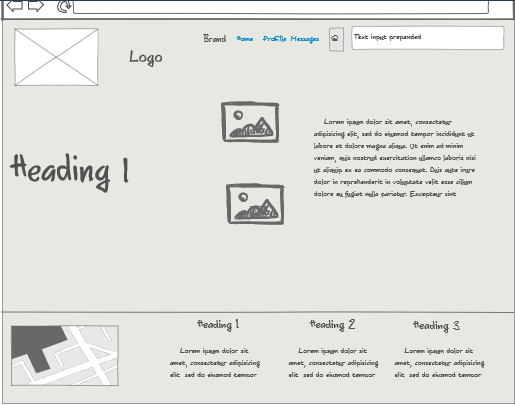 Brand Home Profile Messages @ Text input prepended
Logo
Heading 1
Lorem ipsum dolor sit amet, consectetur
adipisicing elit, sed do eiusmod tempor incididunt ut
labore et dolore magna aliqua. Ut enim ad minim
veniam, quis nostrud exercitation ullamco laboris nisi
ut aliquip ex ea commodo consequat. Duis aute irure
dolor in reprehenderit in voluptate velit esse cillum
dolore eu fugiat nulla pariatur. Excepteur sint
Heading 1
Lorem ipsum dolor sit
amet, consectetur adipisicing
elit, sed do eiusmod tempor
Heading 2
Lorem ipsum dolor sit
amet, consectetur adipisicing
elit, sed do eiusmod tempor
Heading 3
Lorem ipsum dolor sit
amet, consectetur adipisicing
elit, sed do eiusmod tempor